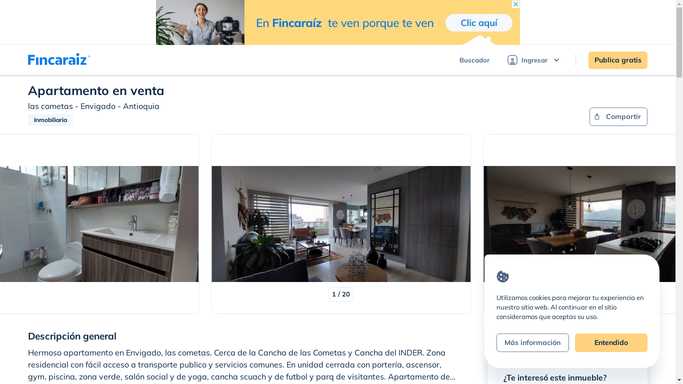 En Fincaraíz te ven porque te ven
Clic aquí
Fincaraiz
Buscador
Ingresar
Publica gratis
Apartamento en venta
las cometas - Envigado - Antioquia
Inmobiliaria
Compartir
1 / 20
Utilizamos cookies para mejorar tu experiencia en
nuestro sitio web. Al continuar en el sitio
consideramos que aceptas su uso.
Más información
Entendido
Descripción general
Hermoso apartamento en Envigado, las cometas. Cerca de la Cancha de las Cometas y Cancha del INDER. Zona
residencial con fácil acceso a transporte publico y servicios comunes. En unidad cerrada con portería, ascensor,
gym, piscina, zona verde, salón social y de yoga, cancha scuach y de futbol y parq de visitantes. Apartamento de...
¿Te interesó este inmueble?